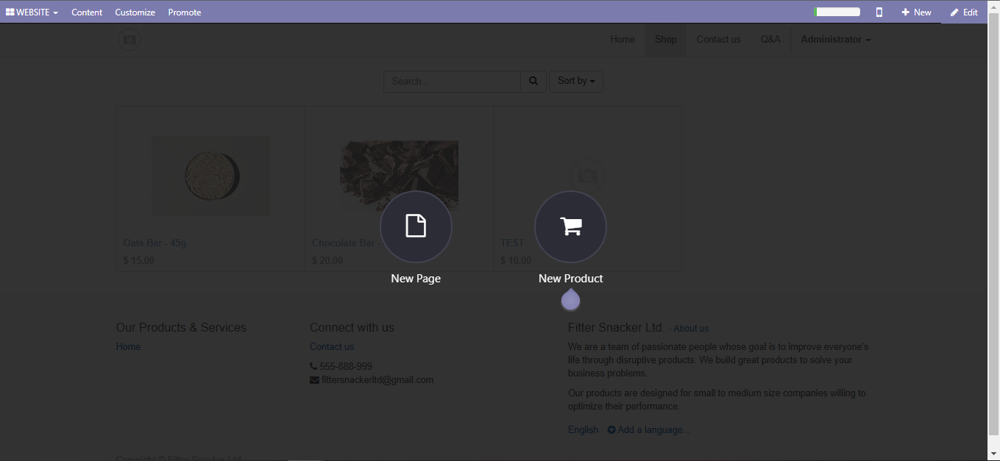 WEBSITE Content Customize Promote New Edit
Home Shop Contact us Q&A Administrator
Search... Sort by
Oats Bar - 45g Chocolate Bar - TEST
$ 15.00 $ 20.00 $ 10.00
New Page New Product
Our Products & Services Connect with us Fitter Snacker Ltd. - About us
Home Contact us We are a team of passionate people whose goal is to improve everyone's
life through disruptive products. We build great products to solve your
555-888-999 business problems.
fittersnackerltd@gmail.com
Our products are designed for small to medium size companies willing to
optimize their performance.
English Add a language...
Copyright © Fitter Snacker Ltd